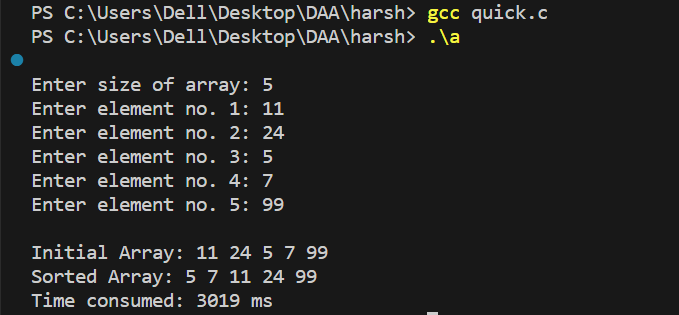 PS C:\Users\Dell\Desktop\DAA\harsh> gcc quick.c
PS C:\Users\Dell\Desktop\DAA\harsh> .\a
Enter size of array: 5
Enter element no. 1: 11
Enter element no. 2: 24
Enter element no. 3: 5
Enter element no. 4: 7
Enter element no. 5: 99
Initial Array: 11 24 5 7 99
Sorted Array: 5 7 11 24 99
Time consumed: 3019 ms